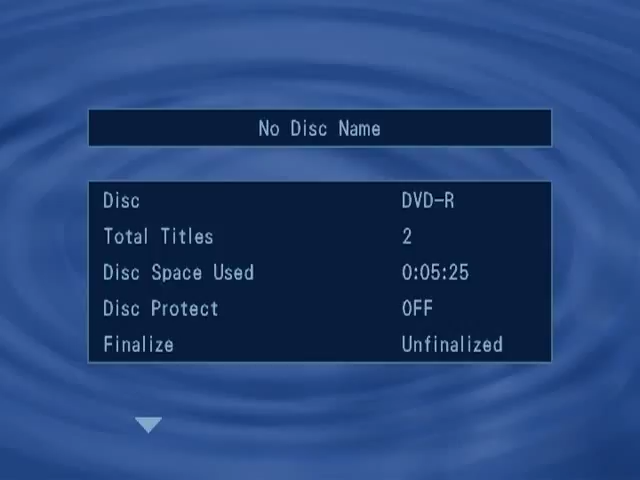 No Disc Name
Disc DVD-R
Total Titles 2
Disc Space Used 0:05:25
Disc Protect OFF
Finalize Unfinalized